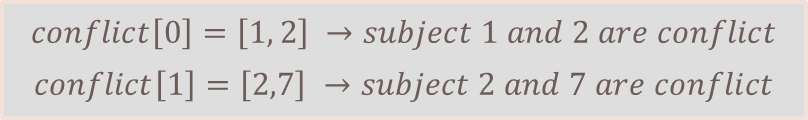 conflict[0] = [1, 2] → subject 1 and 2 are conflict
conflict[1] = [2,7] → subject 2 and 7 are conflict